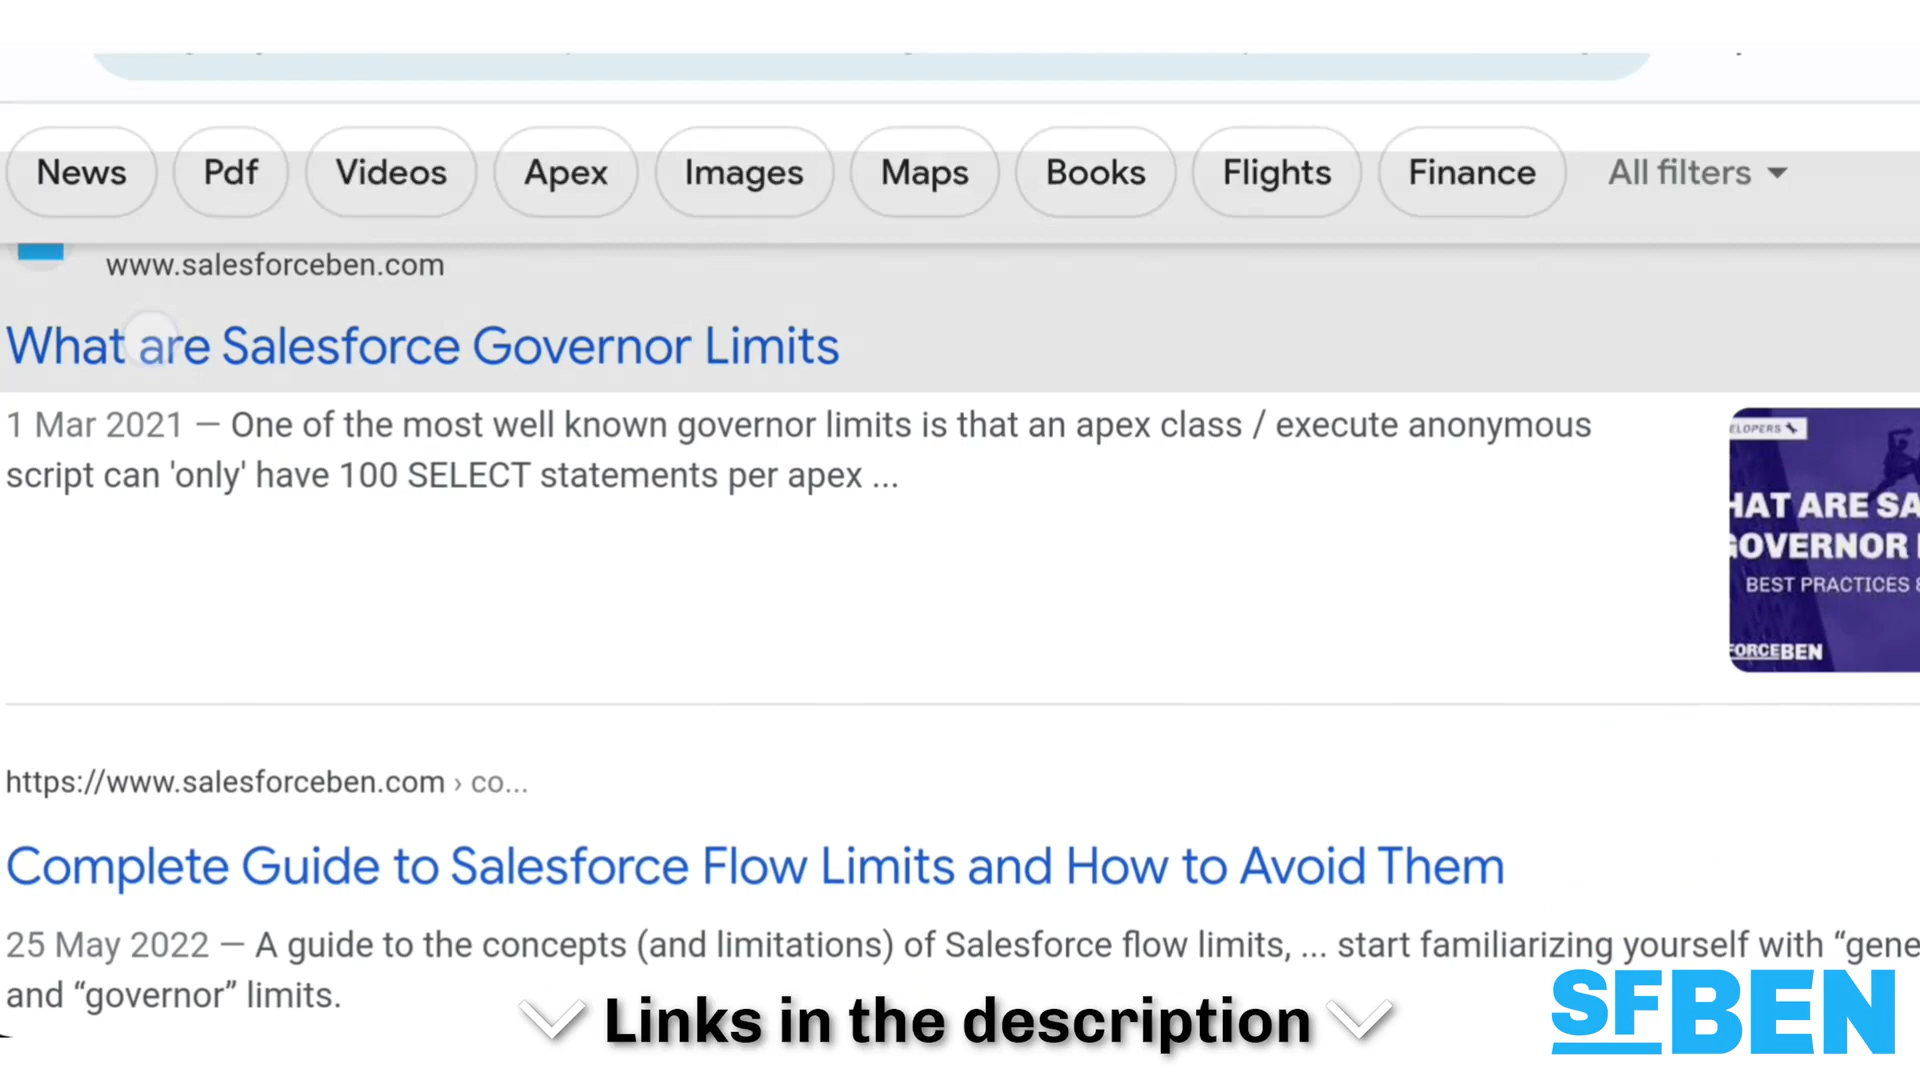 News Pdf Videos Apex Images Maps Books Flights Finance All filters
www.salesforceben.com
What are Salesforce Governor Limits
1 Mar 2021 — One of the most well known governor limits is that an apex class / execute anonymous
script can 'only' have 100 SELECT statements per apex ...
ELOPERS
HAT ARE SA
GOVERNOR
BEST PRACTICES &
FORCEBEN
https://www.salesforceben.com › co...
Complete Guide to Salesforce Flow Limits and How to Avoid Them
25 May 2022 — A guide to the concepts (and limitations) of Salesforce flow limits, ... start familiarizing yourself with “gene
and “governor” limits.
Links in the description
SFBEN